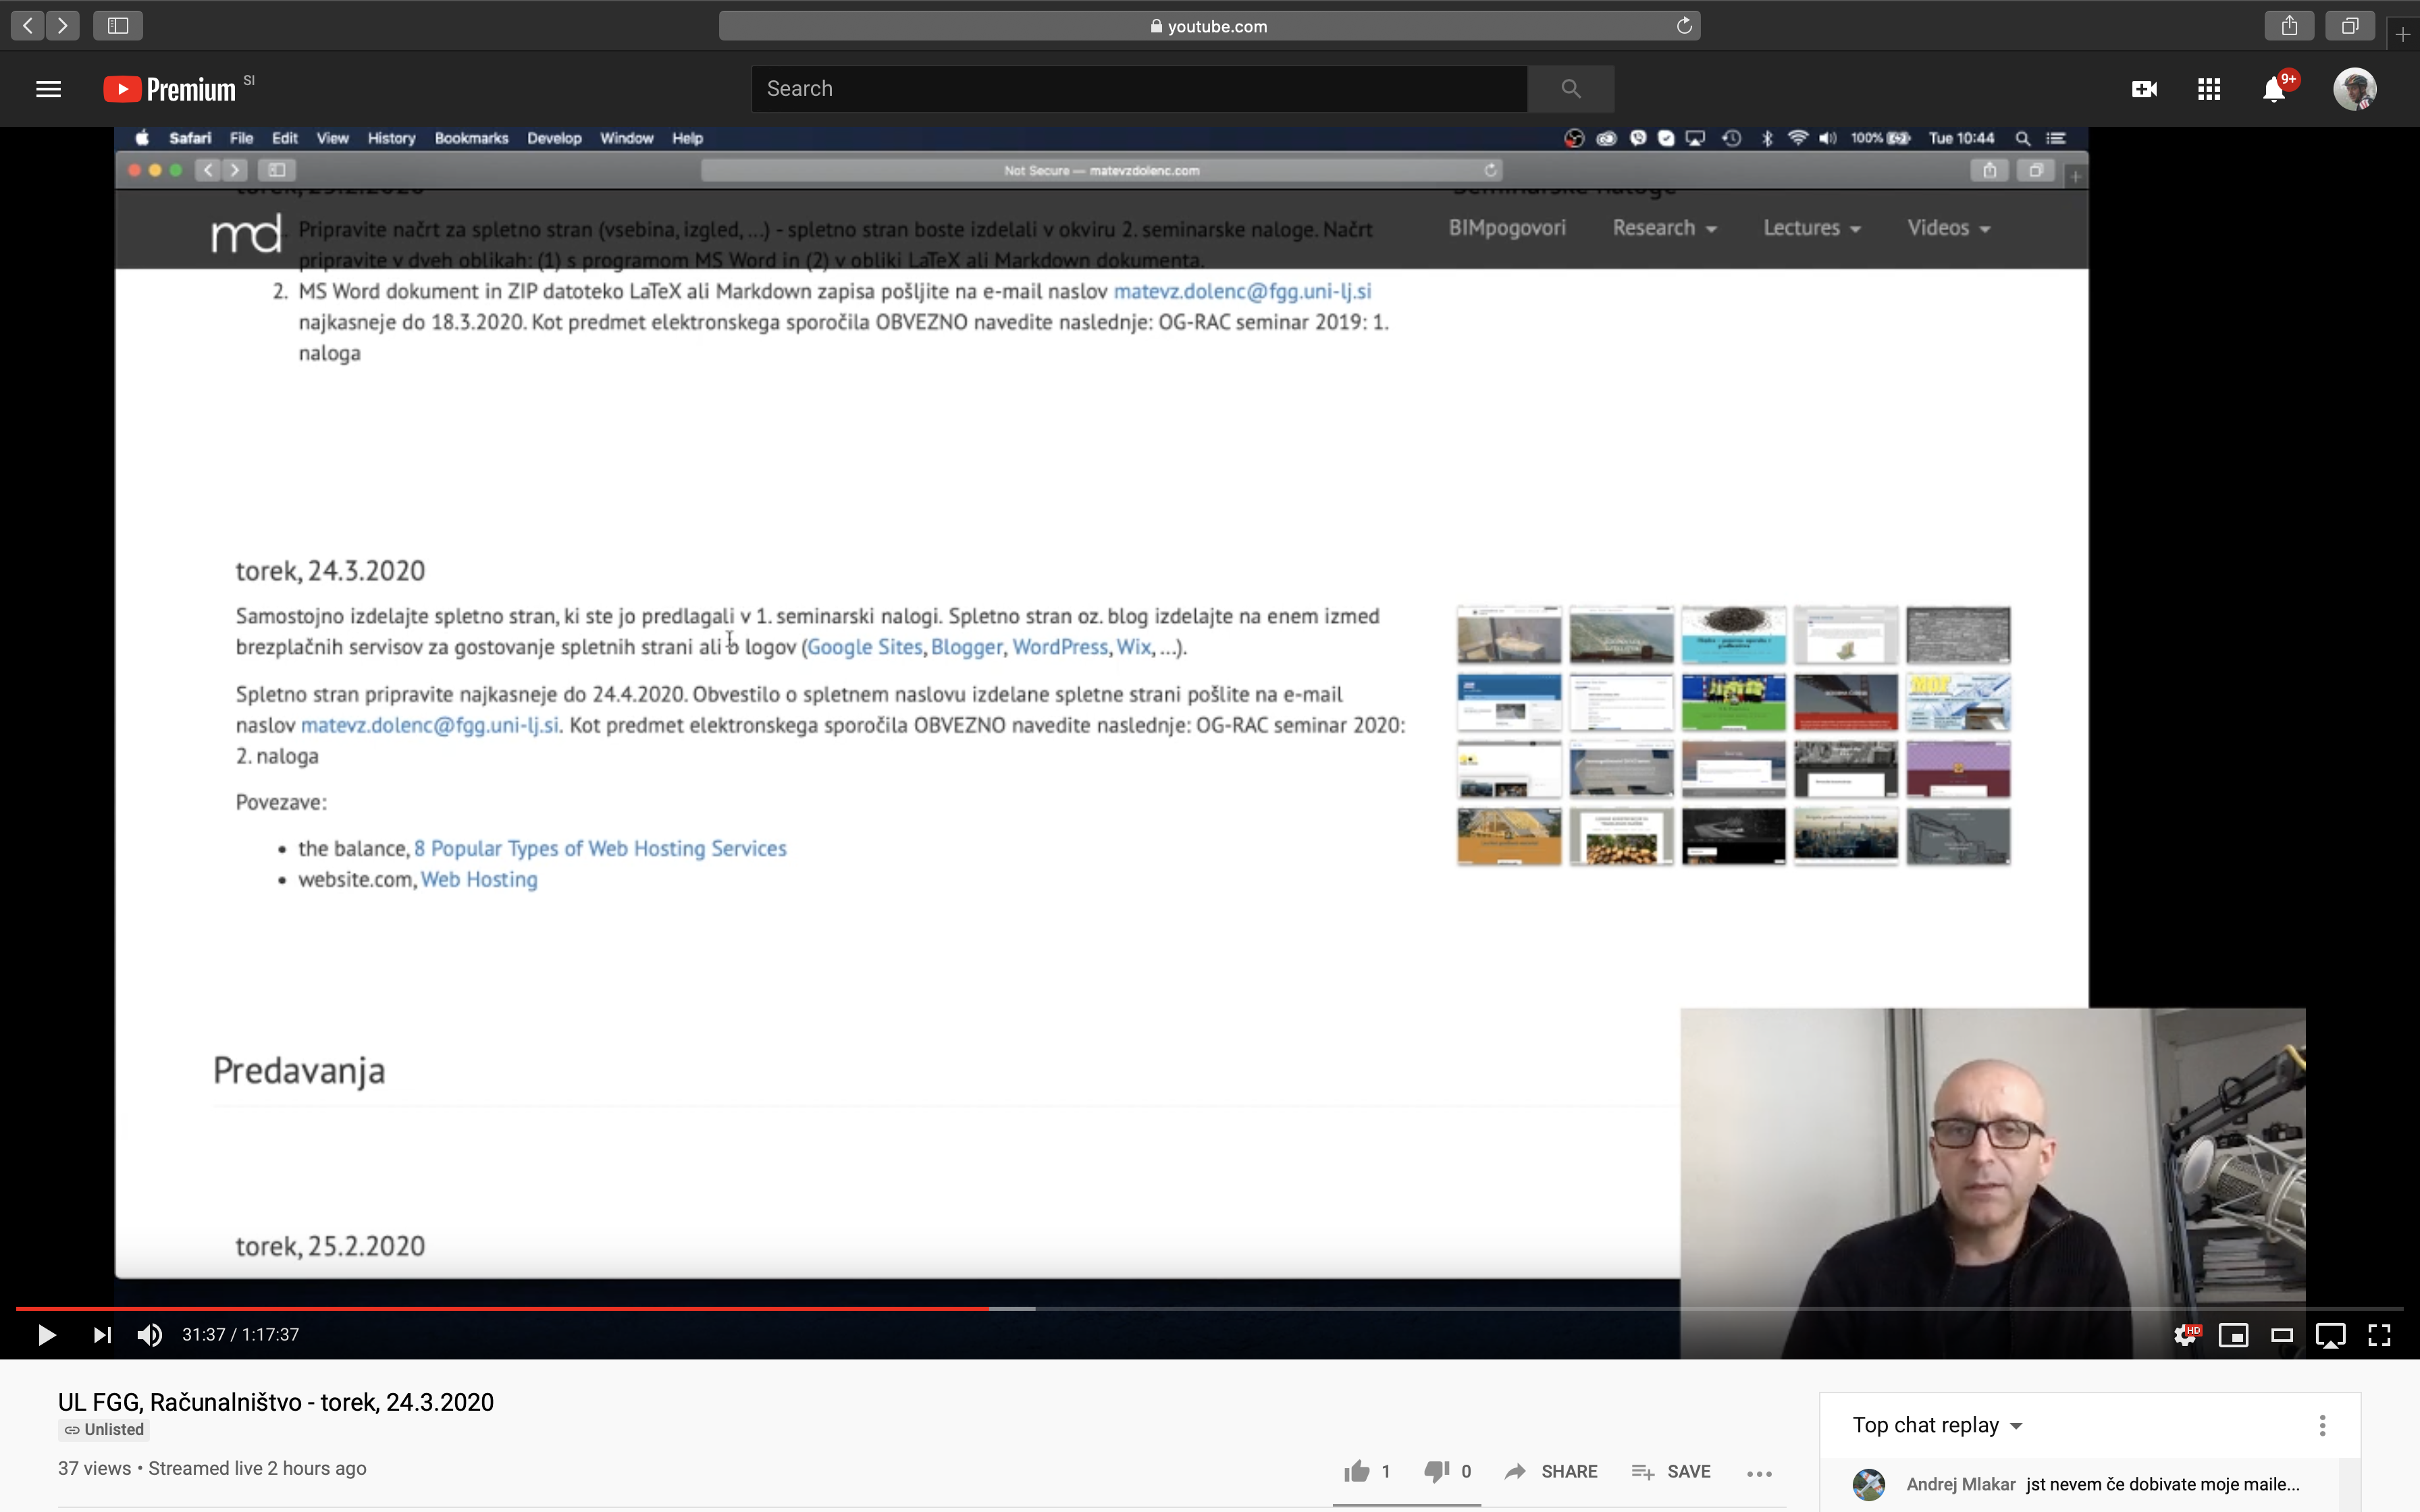 youtube.com
Premium SI
Search
9+
Safari File Edit View History Bookmarks Develop Window Help
100%
Tue 10:44
Not Secure — matevzdolenc.com
md
BIMpogovori Research Lectures Videos
Seminarske naloge
Pripravite načrt za spletno stran (vsebina, izgled, ...) - spletno stran boste izdelali v okviru 2. seminarske naloge. Načrt
pripravite v dveh oblikah: (1) s programom MS Word in (2) v obliki LaTeX ali Markdown dokumenta.
2. MS Word dokument in ZIP datoteko LaTeX ali Markdown zapisa pošljite na e-mail naslov matevz.dolenc@fgg.uni-lj.si
najkasneje do 18.3.2020. Kot predmet elektronskega sporočila OBVEZNO navedite naslednje: OG-RAC seminar 2019: 1.
naloga
torek, 24.3.2020
Samostojno izdelajte spletno stran, ki ste jo predlagali v 1. seminarski nalogi. Spletno stran oz. blog izdelajte na enem izmed
brezplačnih servisov za gostovanje spletnih strani ali b logov (Google Sites, Blogger, WordPress, Wix, ...).
Spletno stran pripravite najkasneje do 24.4.2020. Obvestilo o spletnem naslovu izdelane spletne strani pošlite na e-mail
naslov matevz.dolenc@fgg.uni-lj.si. Kot predmet elektronskega sporočila OBVEZNO navedite naslednje: OG-RAC seminar 2020:
2. naloga
Povezave:
• the balance, 8 Popular Types of Web Hosting Services
• website.com, Web Hosting
Predavanja
torek, 25.2.2020
31:37 / 1:17:37
HD
UL FGG, Računalništvo - torek, 24.3.2020
Unlisted
37 views • Streamed live 2 hours ago
1 0 SHARE SAVE
Top chat replay
Andrej Mlakar jst nevem če dobivate moje maile...